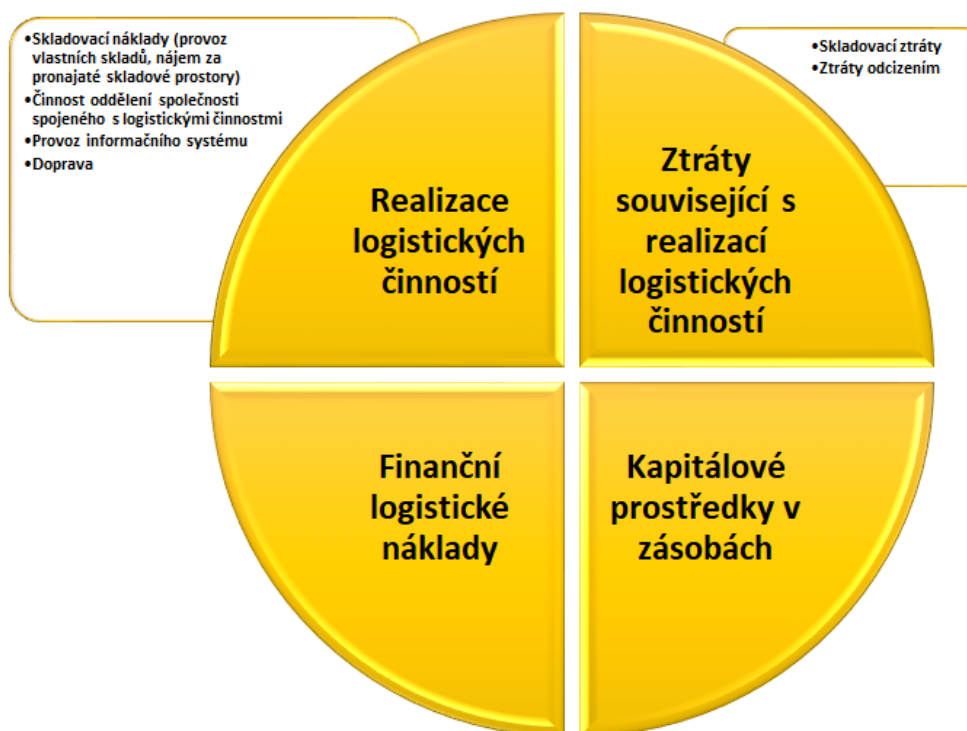 •Skladovací náklady (provoz
vlastních skladů, nájem za
pronajaté skladové prostory)
•Činnost oddělení společnosti
spojeného s logistickými činnostmi
•Provoz informačního systému
•Doprava
•Skladovací ztráty
•Ztráty odcizením
Realizace
logistických
činností
Ztráty
související s
realizací
logistických
činností
Finanční
logistické
náklady
Kapitálové
prostředky v
zásobách